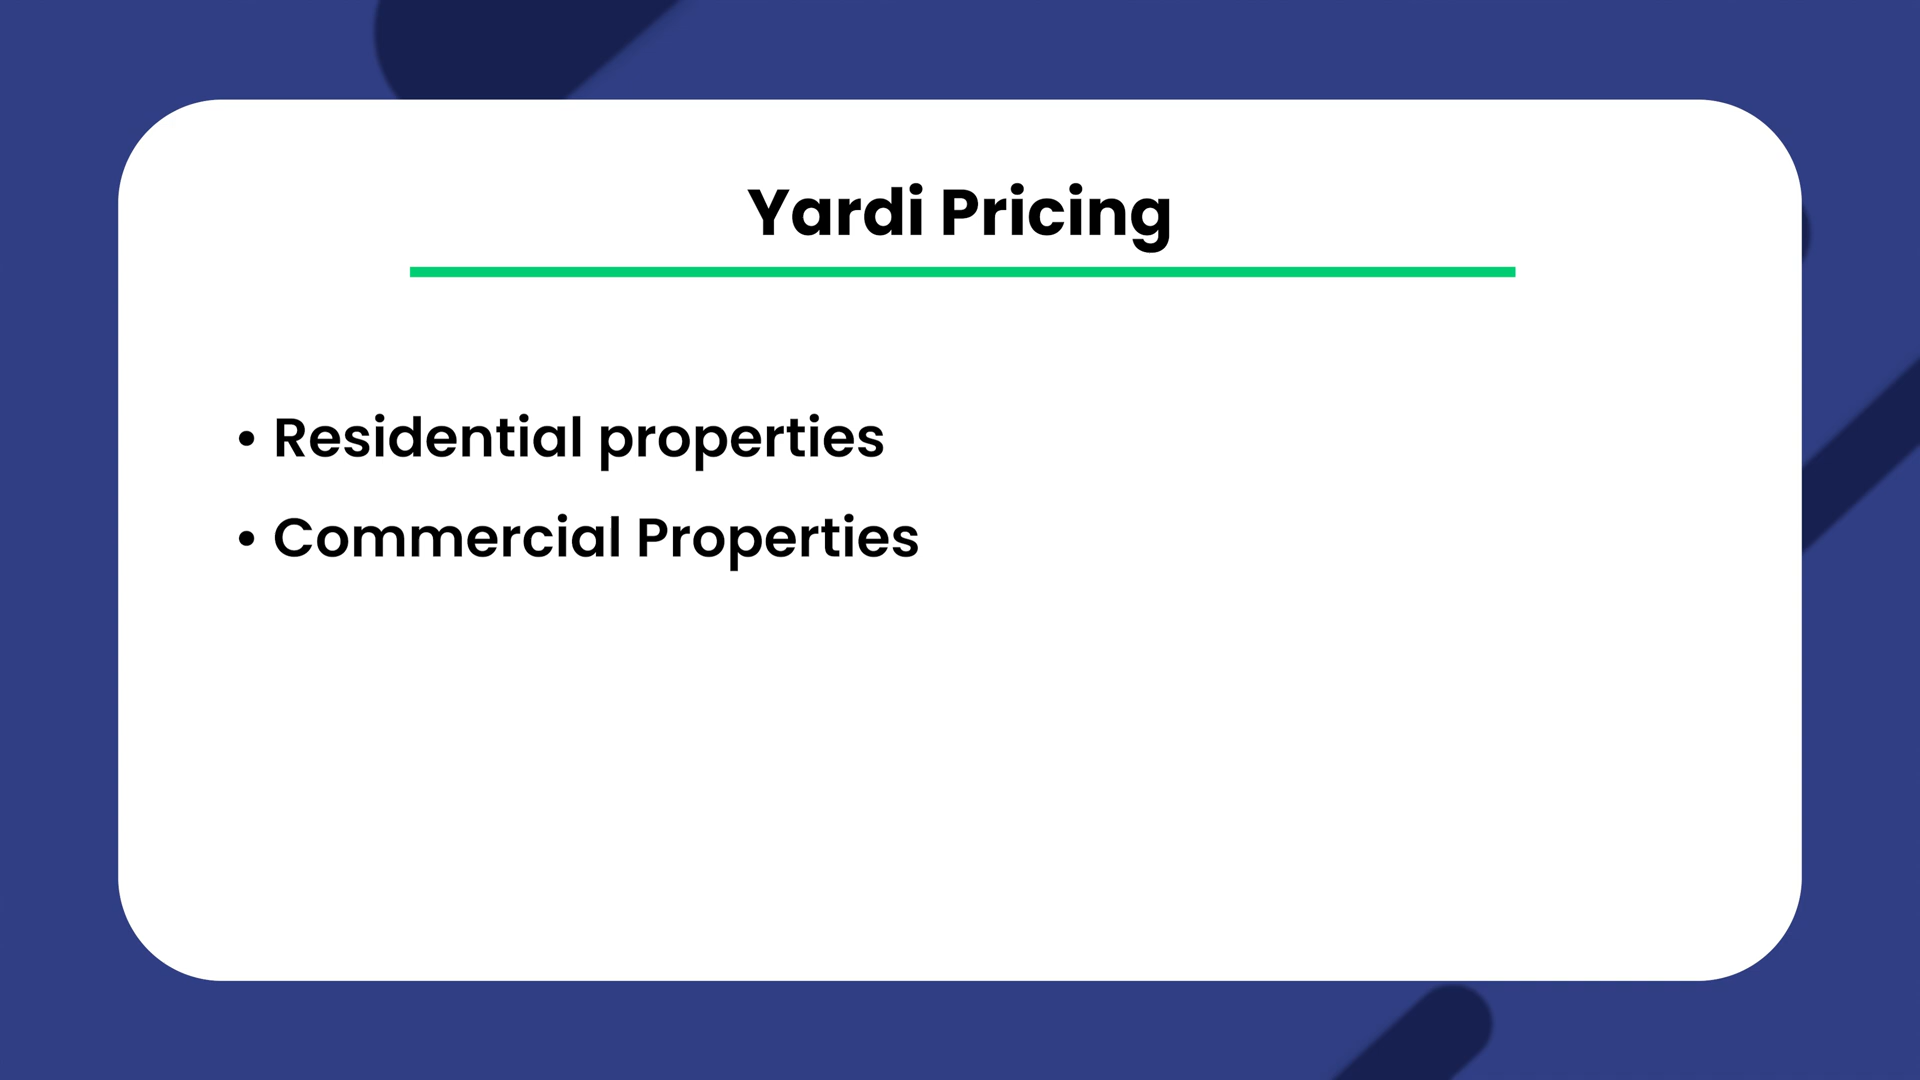 Yardi Pricing
• Residential properties
• Commercial Properties